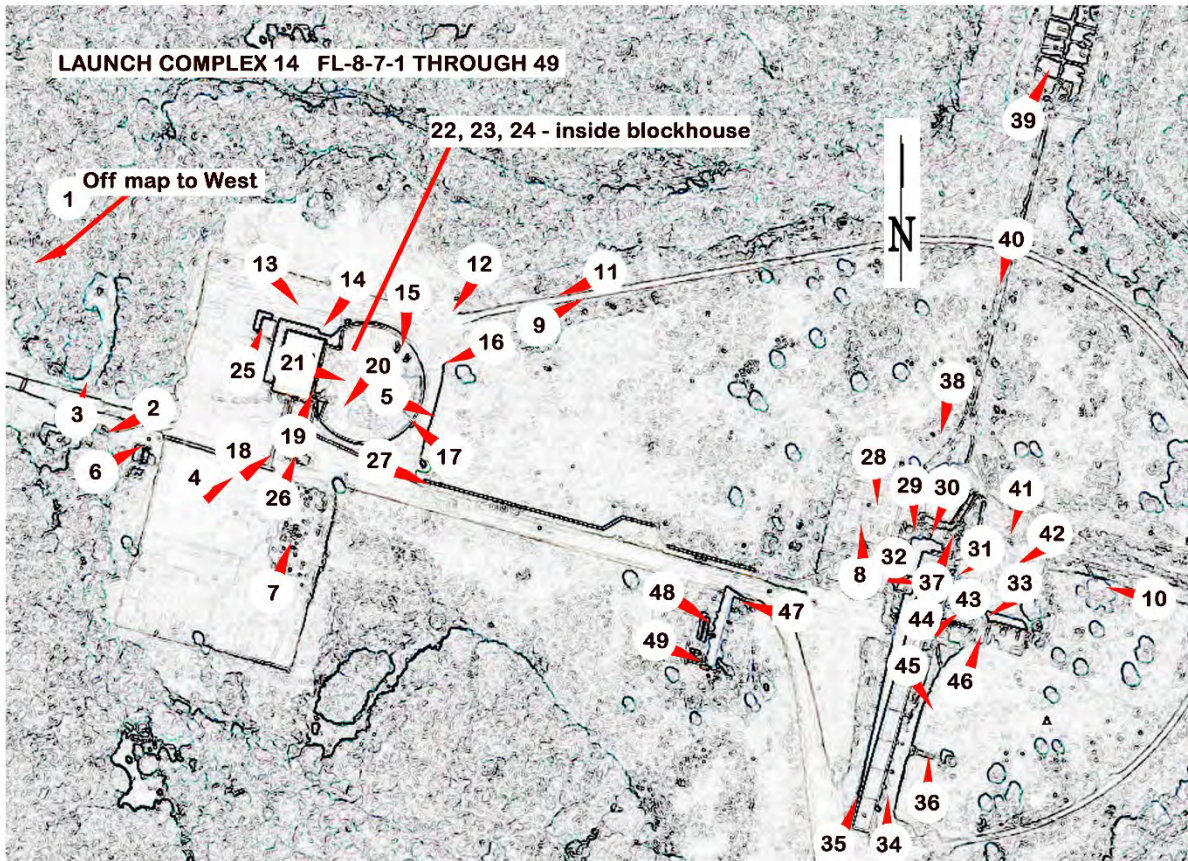 LAUNCH COMPLEX 14 FL-8-7-1 THROUGH 49
39
22, 23, 24 - inside blockhouse
1 Off map to West
N
40
13 14 12 11
15 9
16
25 21 20
5
38
3 2 19 17
6 18 27 28 29 30 41
4 26
32 31 42
7 8 37 33 10
48 44 43
47
49 45 46
36
35 34